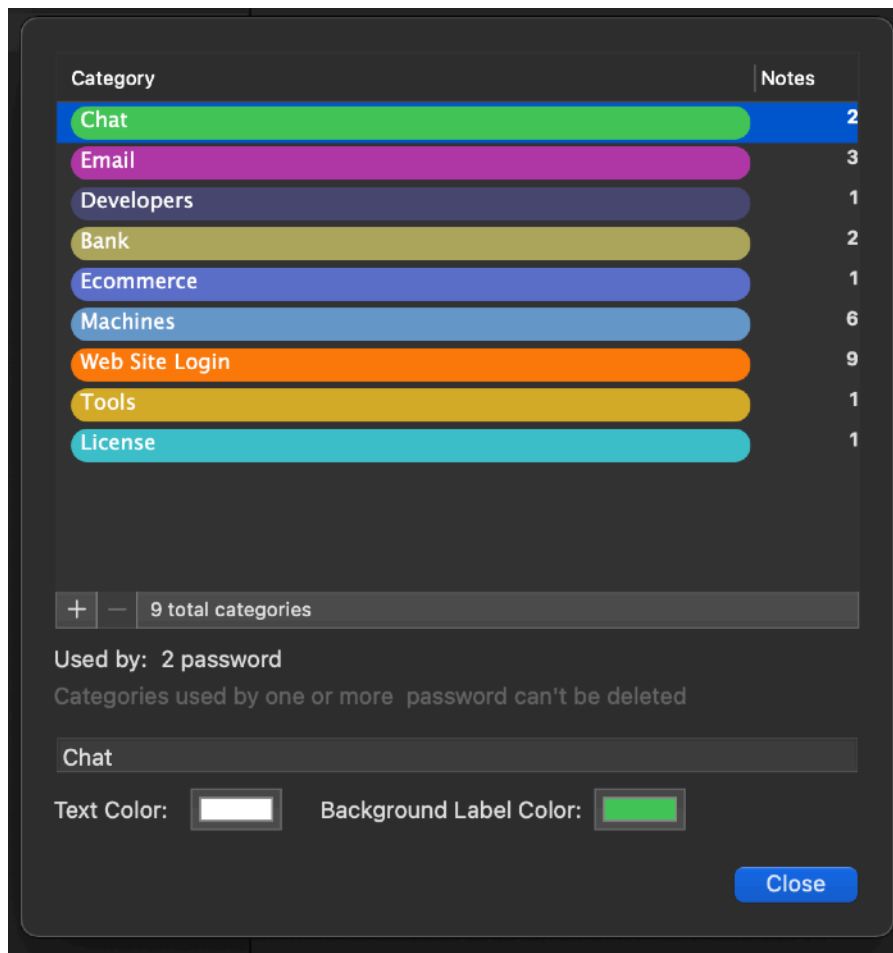 Category Notes
Chat 2
Email 3
Developers 1
Bank 2
Ecommerce 1
Machines 6
Web Site Login 9
Tools 1
License 1
+ − 9 total categories
Used by: 2 password
Categories used by one or more password can't be deleted
Chat
Text Color: Background Label Color:
Close